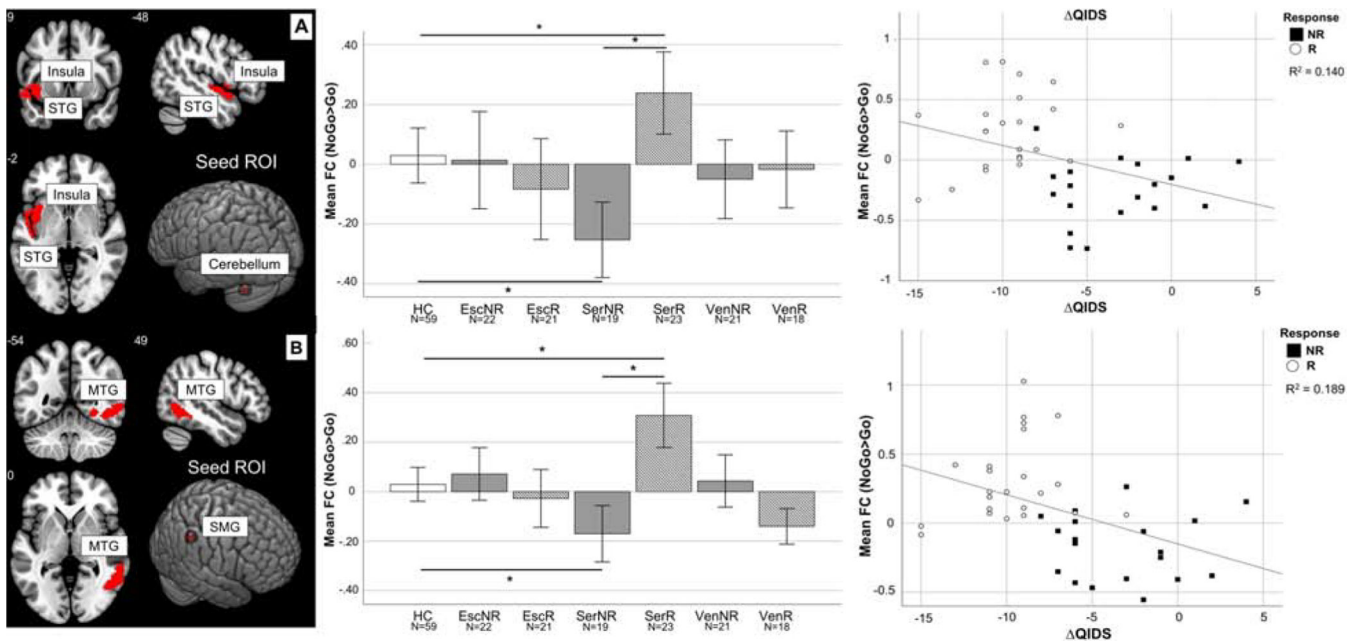 9
-48
A
Insula
Insula
STG
STG
-2
Seed ROI
Insula
STG
Cerebellum
Mean FC (NoGo>Go)
.40
.20
0
-.20
-.40
*
*
*
HC EscNR EscR SerNR SerR VenNR VenR
N=59 N=22 N=21 N=19 N=23 N=21 N=18
ΔQIDS
Mean FC (NoGo>Go)
1
0.5
0
-0.5
-1
-15 -10 -5 0 5
ΔQIDS
Response
NR
R
R² = 0.140
-54
49
B
MTG
MTG
0
Seed ROI
SMG
MTG
Mean FC (NoGo>Go)
.60
.40
.20
0
-.20
-.40
*
*
*
HC EscNR EscR SerNR SerR VenNR VenR
N=59 N=22 N=21 N=19 N=23 N=21 N=18
Mean FC (NoGo>Go)
1
0.5
0
-0.5
-15 -10 -5 0 5
ΔQIDS
Response
NR
R
R² = 0.189